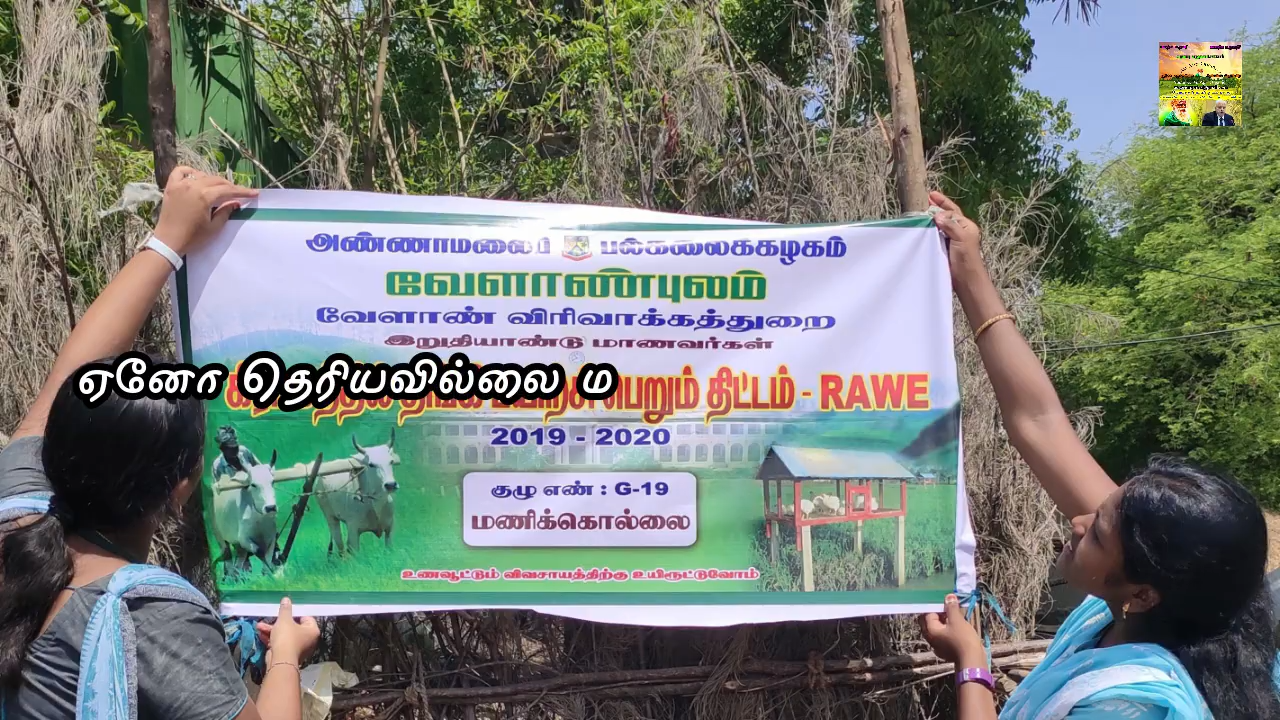 அண்ணாமலைப் பல்கலைக்கழகம்
வேளாண்புலம்
வேளாண் விரிவாக்கத்துறை
இறுதியாண்டு மாணவர்கள்
ஏனோ தெரியவில்லை ம
பெறும் திட்டம் - RAWE
2019 - 2020
குழு எண் : G-19
மணிக்கொல்லை
உணவூட்டும் விவசாயத்திற்கு உயிரூட்டுவோம்